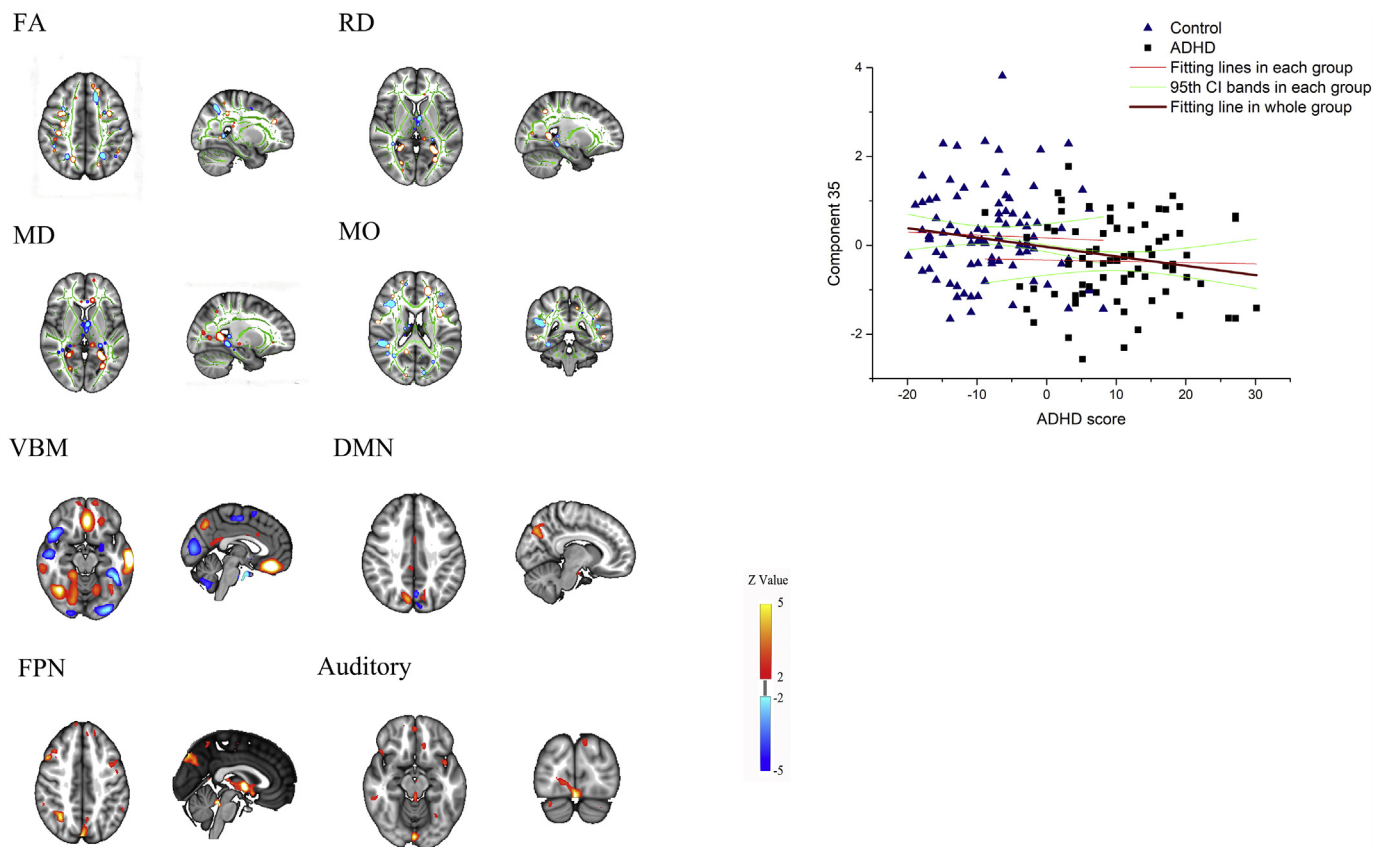 FA
RD
MD
MO
VBM
DMN
FPN
Auditory
Z Value
5
2
-2
-5
Control
ADHD
Fitting lines in each group
95th CI bands in each group
Fitting line in whole group
4
2
0
-2
Component 35
-20 -10 0 10 20 30
ADHD score